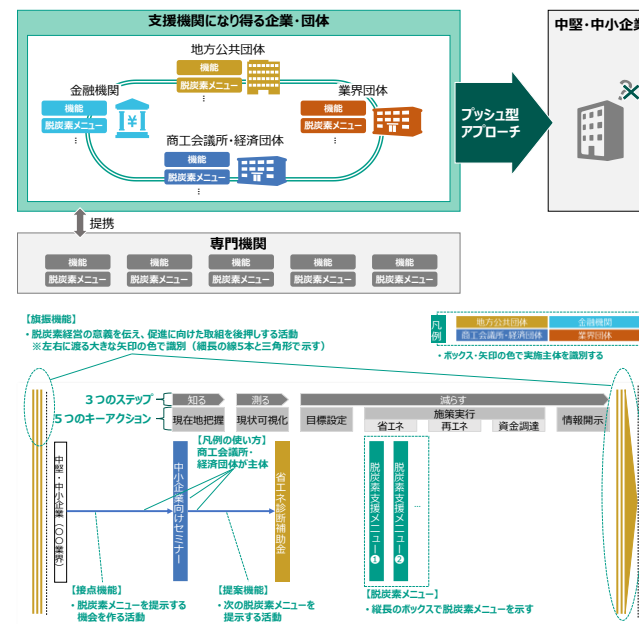 支援機関になり得る企業・団体
地方公共団体
機能
脱炭素メニュー
⋮
金融機関
機能
脱炭素メニュー
⋮
業界団体
機能
脱炭素メニュー
⋮
商工会議所・経済団体
機能
脱炭素メニュー
⋮
プッシュ型
アプローチ
中堅・中小企業
提携
専門機関
機能 機能 機能 機能 機能
脱炭素メニュー 脱炭素メニュー 脱炭素メニュー 脱炭素メニュー 脱炭素メニュー
【旗振機能】
・脱炭素経営の意義を伝え、促進に向けた取組を後押しする活動
※左右に渡る大きな矢印の色で識別（細長の線5本と三角形で示す）
凡例
地方公共団体 金融機関
商工会議所・経済団体 業界団体
・ボックス・矢印の色で実施主体を識別する
3つのステップ 知る 測る 減らす
5つのキーアクション 現在地把握 現状可視化 目標設定 施策実行 情報開示
省エネ 再エネ 資金調達
【凡例の使い方】
商工会議所・
経済団体が主体
中堅・中小企業（〇〇業界）
中小企業向けセミナー
省エネ診断補助金
脱炭素支援メニュー❶
脱炭素支援メニュー❷
…
【接点機能】
・脱炭素メニューを提示する
機会を作る活動
【提案機能】
・次の脱炭素メニューを
提示する活動
【脱炭素メニュー】
・縦長のボックスで脱炭素メニューを示す